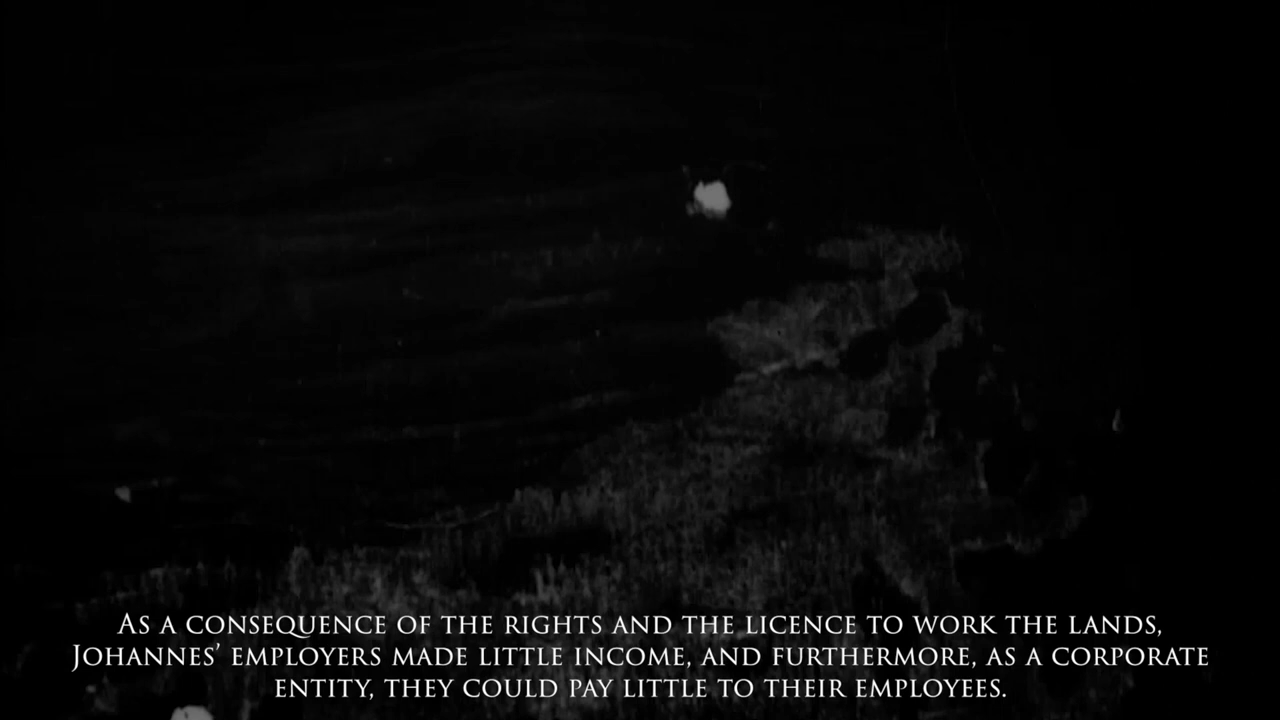 As a consequence of the rights and the licence to work the lands,
Johannes’ employers made little income, and furthermore, as a corporate
entity, they could pay little to their employees.